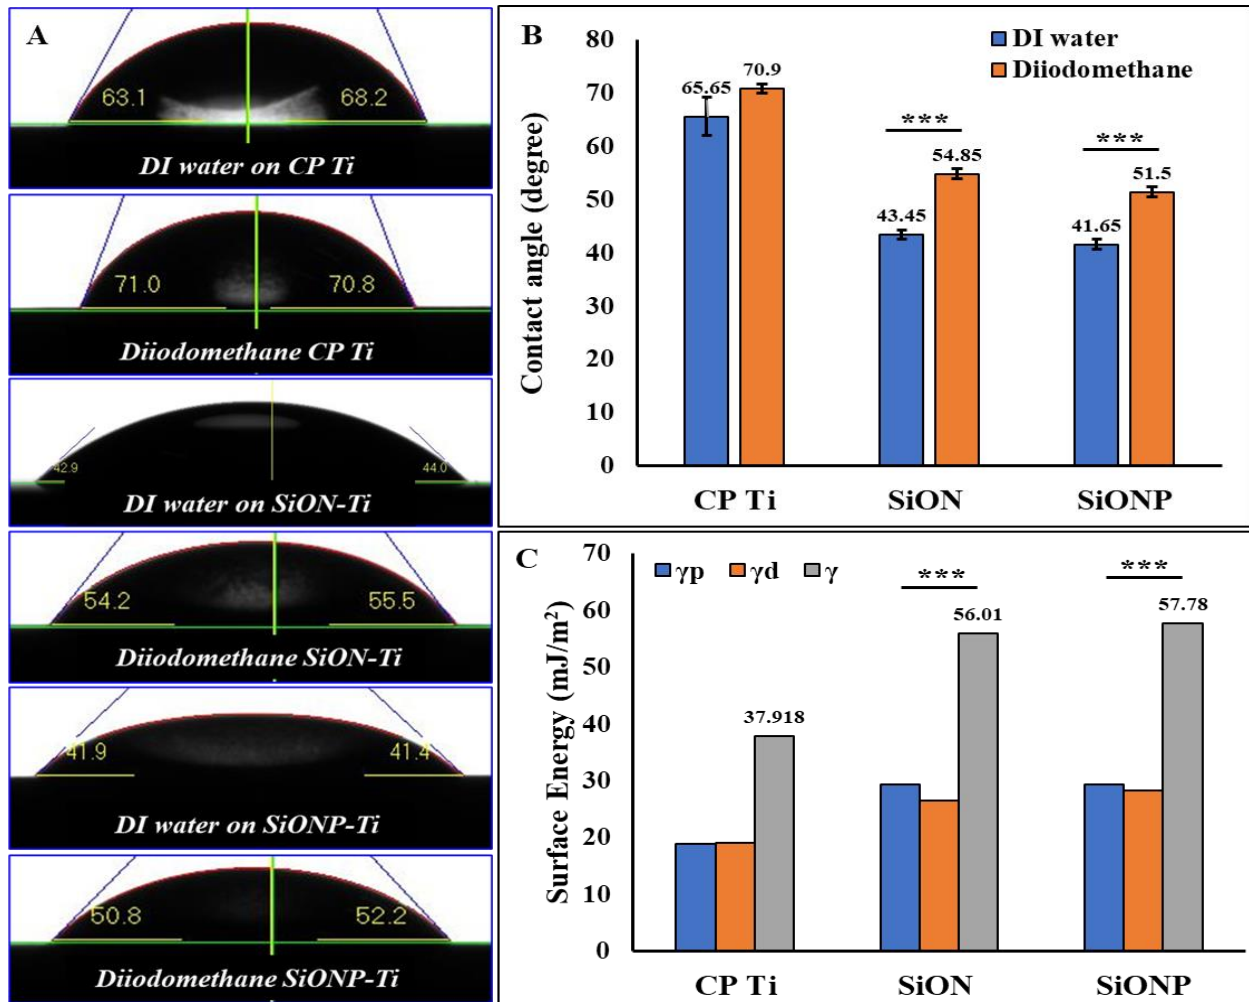 A
63.1 68.2
DI water on CP Ti
71.0 70.8
Diiodomethane CP Ti
42.9 44.0
DI water on SiON-Ti
54.2 55.5
Diiodomethane SiON-Ti
41.9 41.4
DI water on SiONP-Ti
50.8 52.2
Diiodomethane SiONP-Ti
B
DI water
Diiodomethane
Contact angle (degree)
80
70
60
50
40
30
20
10
0
65.65 70.9
***
43.45 54.85
***
41.65 51.5
CP Ti SiON SiONP
C
γp γd γ
Surface Energy (mJ/m²)
70
60
50
40
30
20
10
0
37.918
***
56.01
***
57.78
CP Ti SiON SiONP